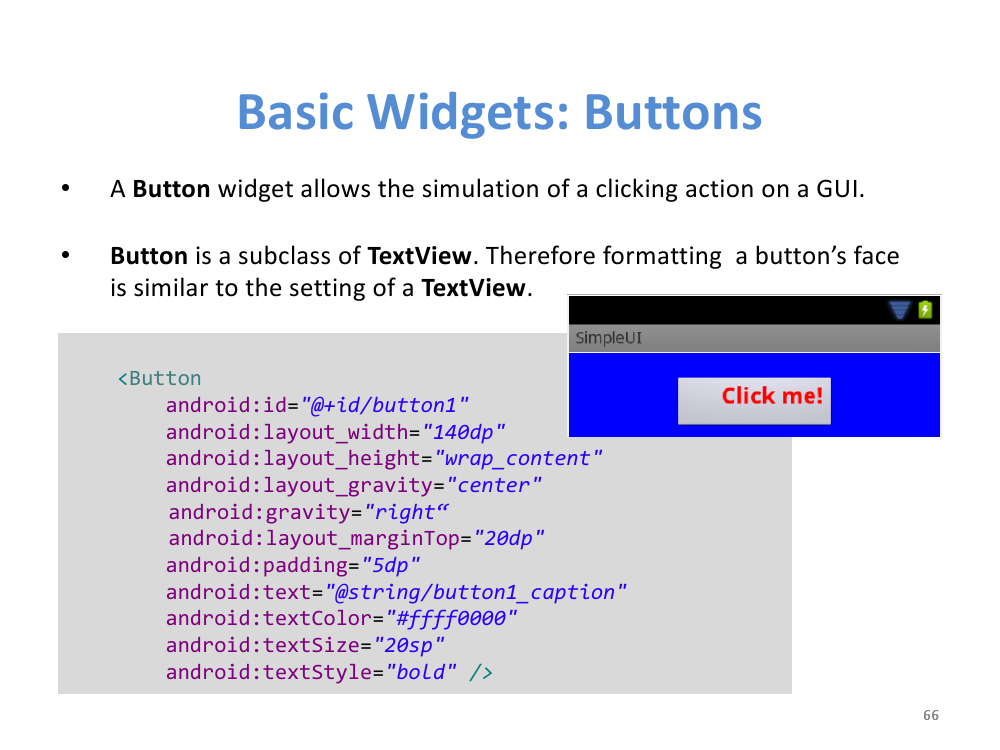 Basic Widgets: Buttons
• A Button widget allows the simulation of a clicking action on a GUI.
• Button is a subclass of TextView. Therefore formatting  a button’s face
is similar to the setting of a TextView.
SimpleUI
Click me!
<Button
android:id="@+id/button1"
android:layout_width="140dp"
android:layout_height="wrap_content"
android:layout_gravity="center"
android:gravity="right“
android:layout_marginTop="20dp"
android:padding="5dp"
android:text="@string/button1_caption"
android:textColor="#ffff0000"
android:textSize="20sp"
android:textStyle="bold" />
66